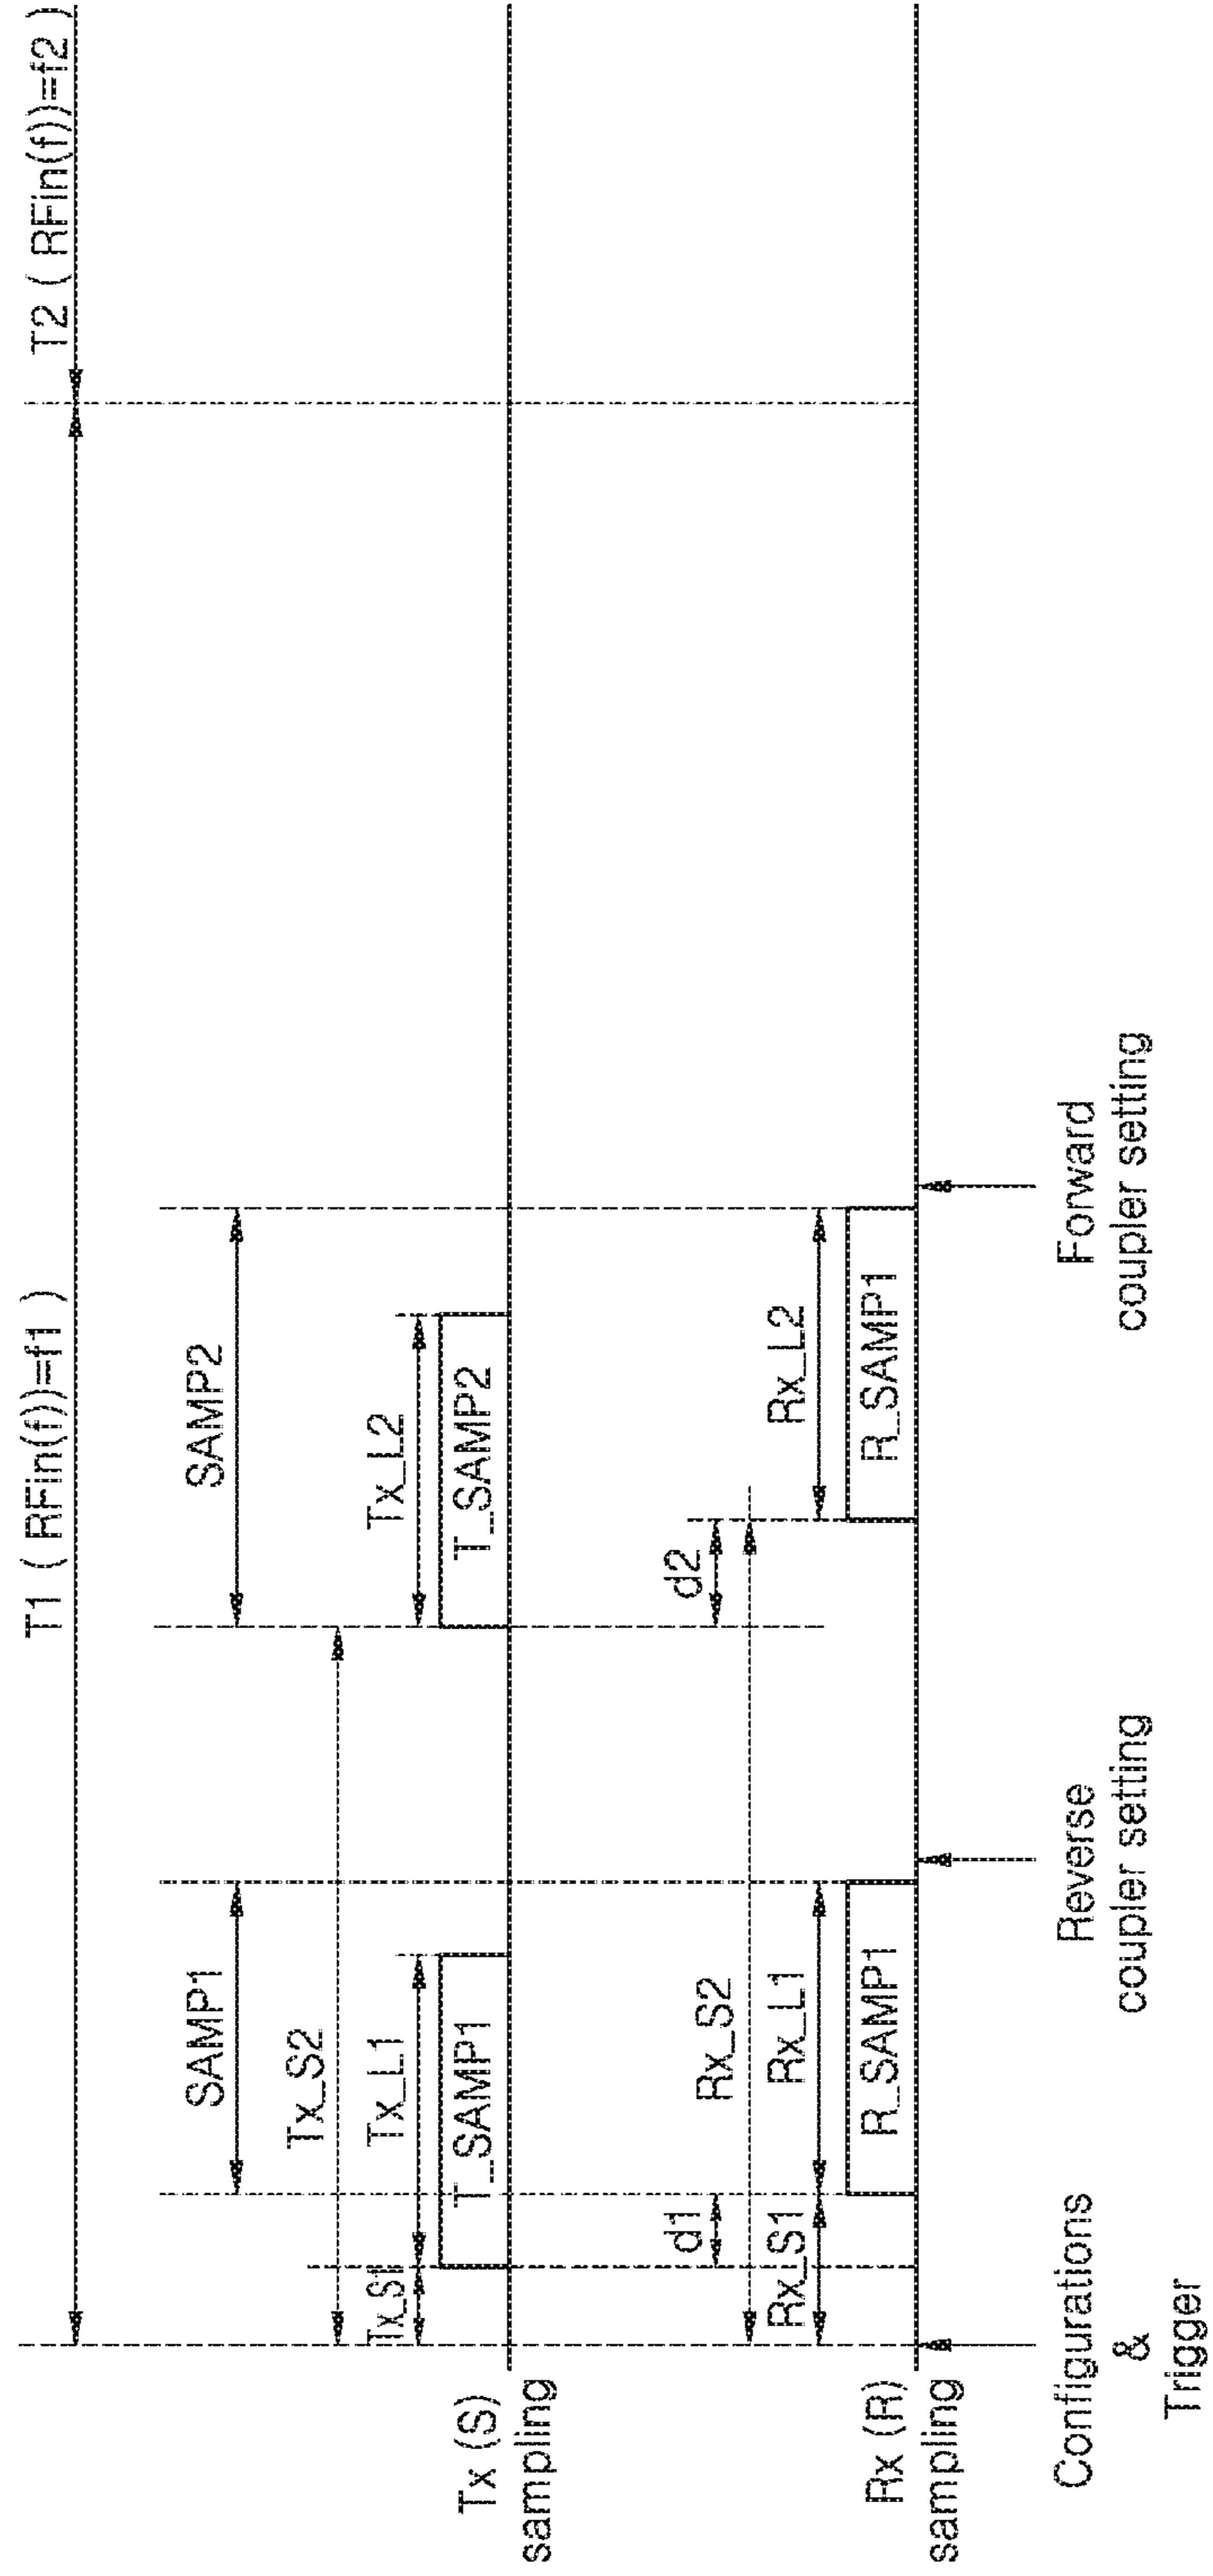 T1 ( RFin(f))=f1 )
T2 ( RFin(f))=f2 )
SAMP1
SAMP2
Tx_S2
Tx_S1
Tx_L1
Tx_L2
Tx (S)
sampling
T_SAMP1
T_SAMP2
d1
d2
Rx_S2
Rx_S1
Rx_L1
Rx_L2
Rx (R)
sampling
R_SAMP1
R_SAMP1
Configurations
&
Trigger
Reverse
coupler setting
Forward
coupler setting